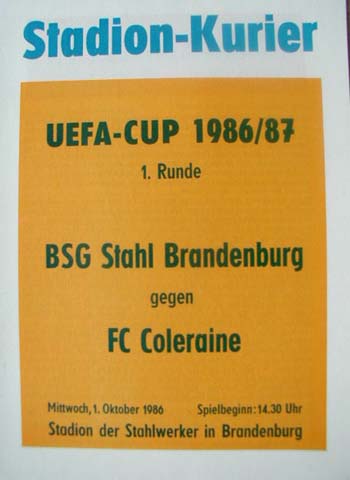 Stadion-Kurier
UEFA-CUP 1986/87
1. Runde
BSG Stahl Brandenburg
gegen
FC Coleraine
Mittwoch, 1. Oktober 1986 Spielbeginn: 14.30 Uhr
Stadion der Stahlwerker in Brandenburg